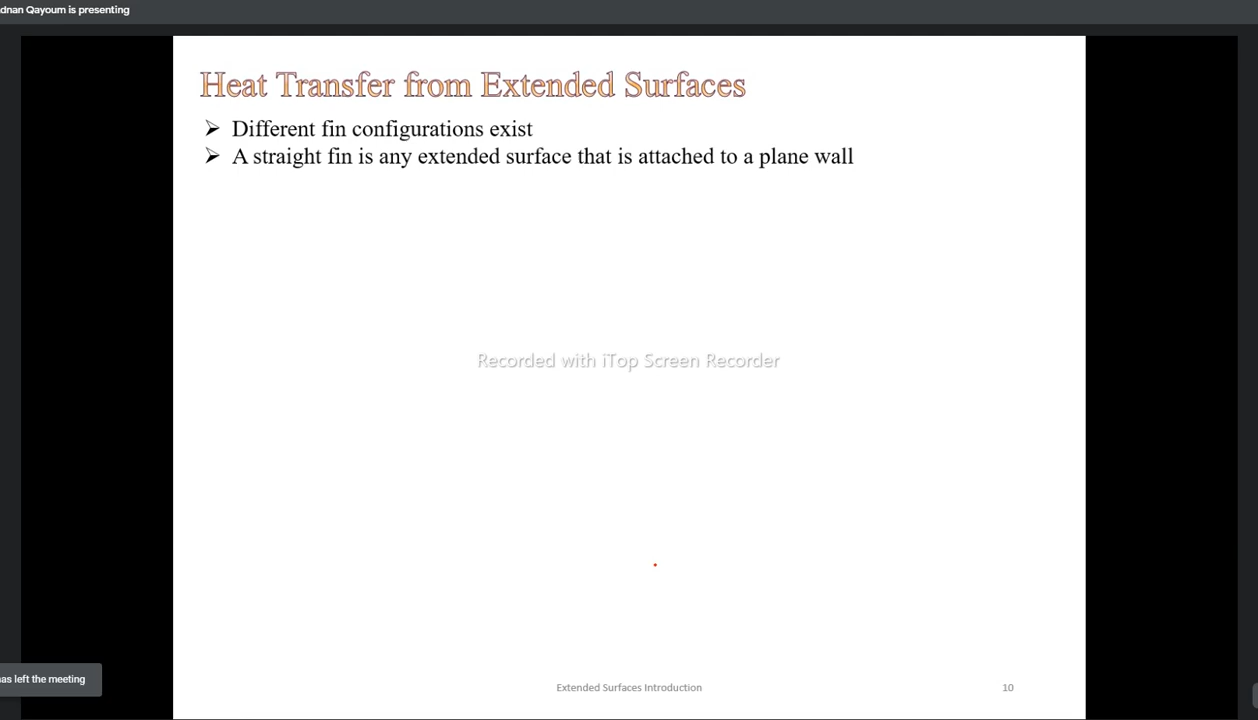 dnan Qayoum is presenting
Heat Transfer from Extended Surfaces
➢ Different fin configurations exist
➢ A straight fin is any extended surface that is attached to a plane wall
Recorded with iTop Screen Recorder
as left the meeting
Extended Surfaces Introduction
10